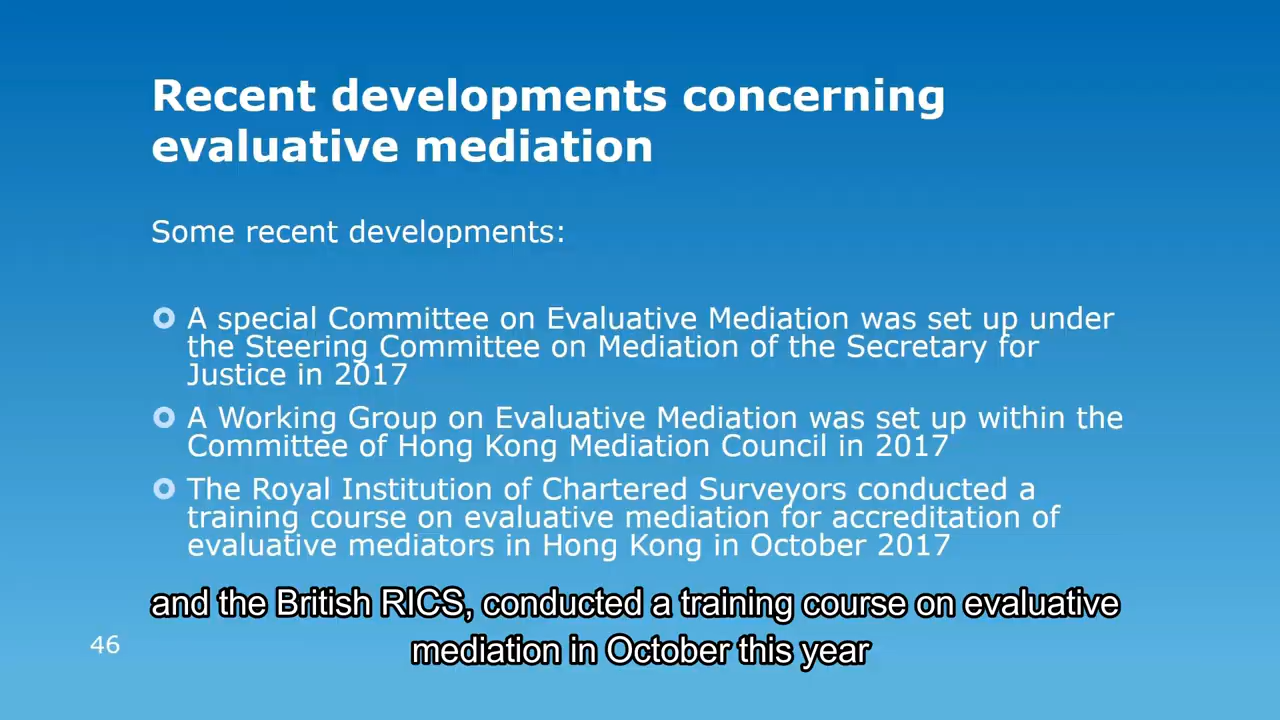 Recent developments concerning
evaluative mediation
Some recent developments:
A special Committee on Evaluative Mediation was set up under
the Steering Committee on Mediation of the Secretary for
Justice in 2017
A Working Group on Evaluative Mediation was set up within the
Committee of Hong Kong Mediation Council in 2017
The Royal Institution of Chartered Surveyors conducted a
training course on evaluative mediation for accreditation of
evaluative mediators in Hong Kong in October 2017
and the British RICS, conducted a training course on evaluative
mediation in October this year
46